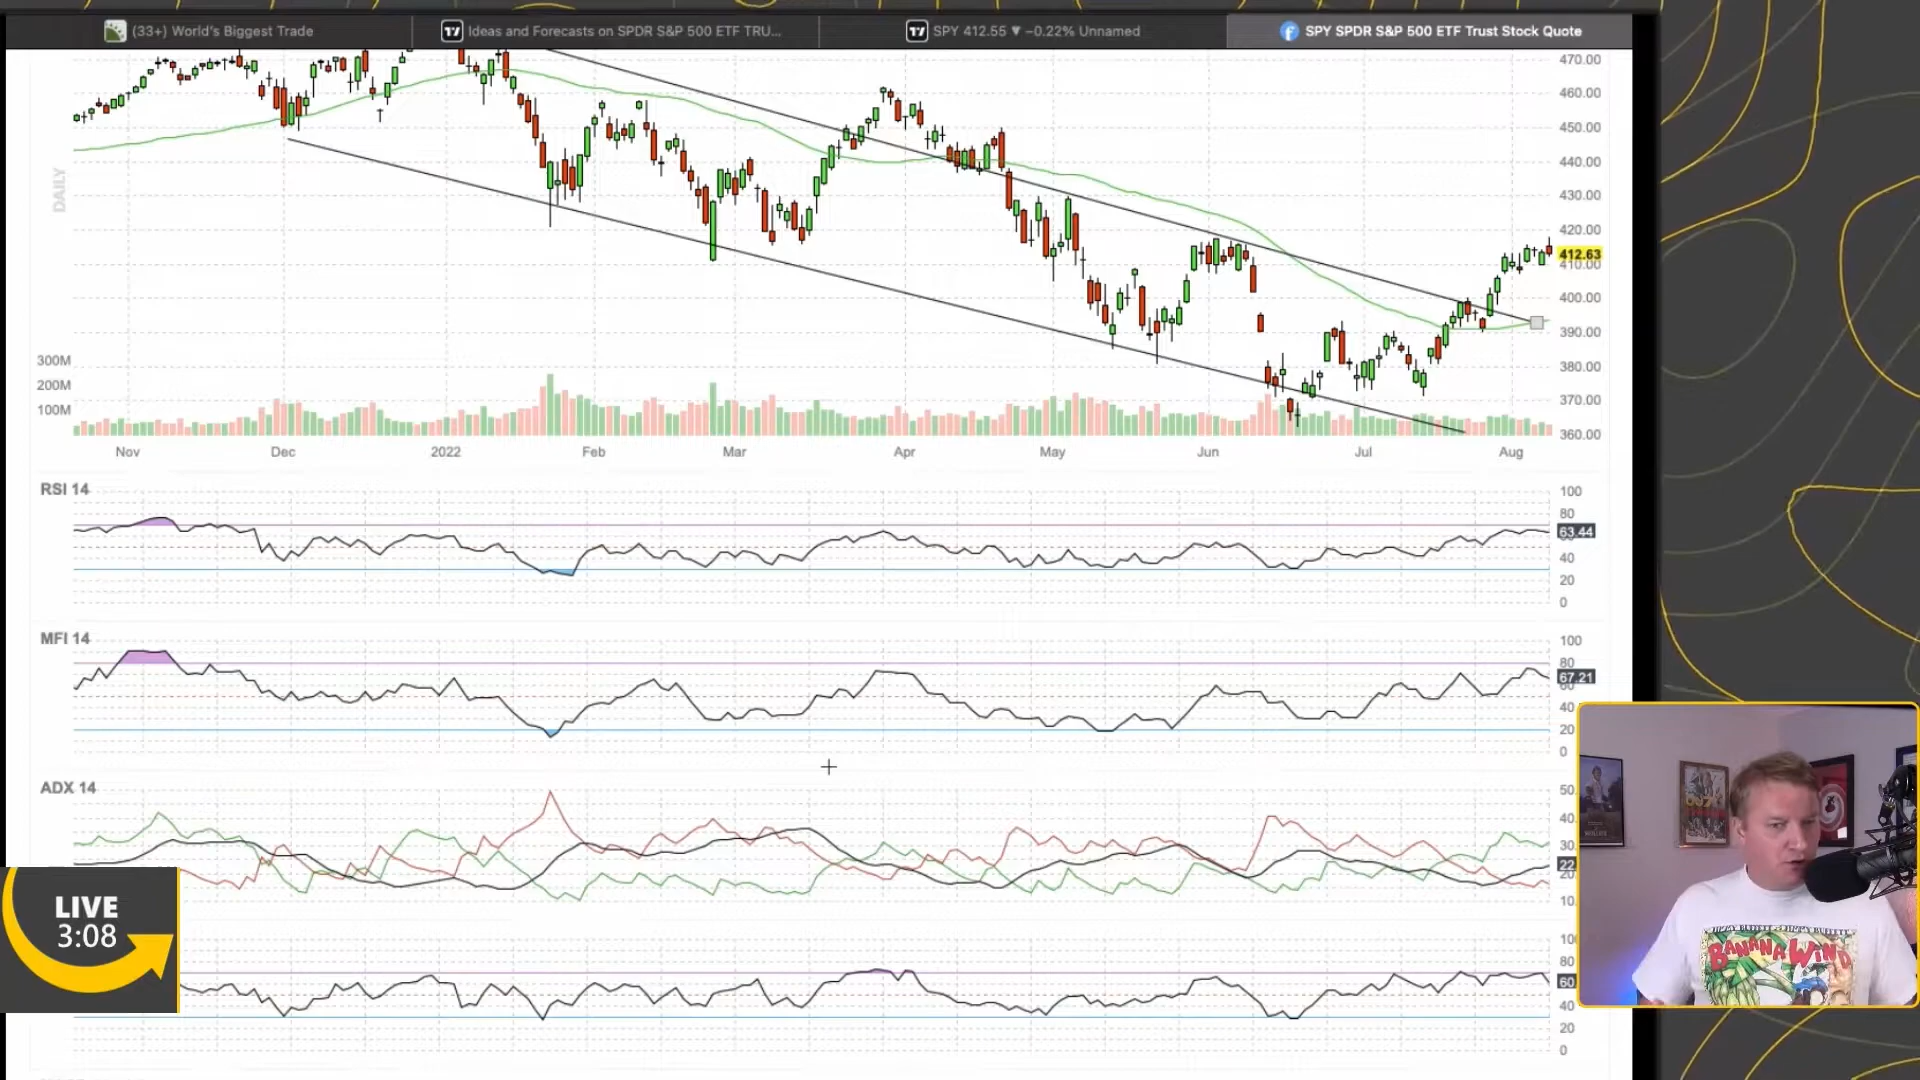 (33+) World's Biggest Trade
Ideas and Forecasts on SPDR S&P 500 ETF TRU...
SPY 412.55 ▼ −0.22% Unnamed
SPY SPDR S&P 500 ETF Trust Stock Quote
470.00
460.00
450.00
440.00
430.00
420.00
412.63
410.00
400.00
390.00
380.00
370.00
360.00
DAILY
300M
200M
100M
Nov
Dec
2022
Feb
Mar
Apr
May
Jun
Jul
Aug
RSI 14
100
80
63.44
40
20
0
MFI 14
100
80
67.21
40
20
0
ADX 14
50
40
30
22
20
10
LIVE
3:08
80
60
40
20
0
007
BANANA WIND